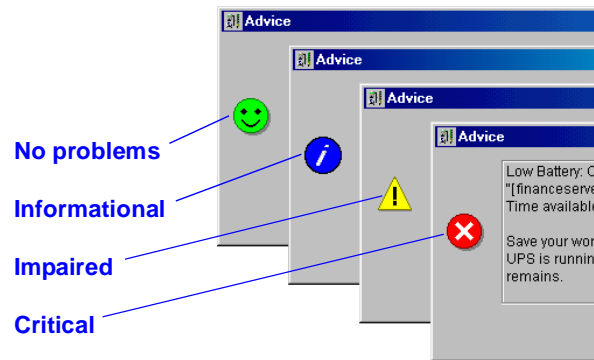 Advice
Advice
Advice
Advice
No problems
Informational
Impaired
Critical
Low Battery: C
"[financeserve
Time available
Save your wor
UPS is runnin
remains.